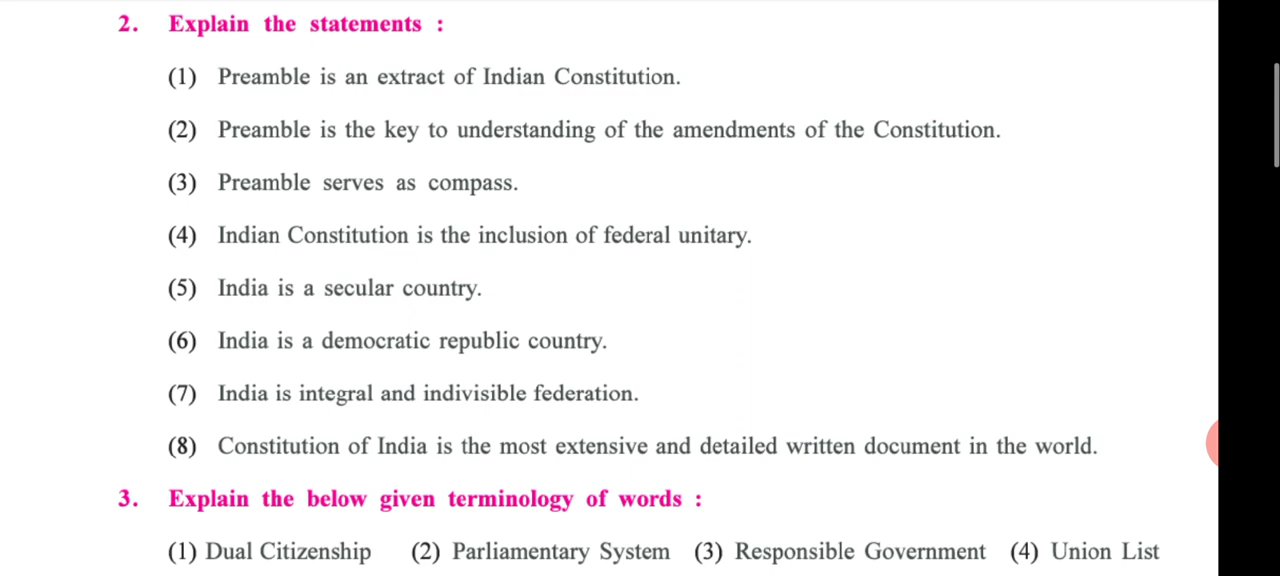 2. Explain the statements :
(1) Preamble is an extract of Indian Constitution.
(2) Preamble is the key to understanding of the amendments of the Constitution.
(3) Preamble serves as compass.
(4) Indian Constitution is the inclusion of federal unitary.
(5) India is a secular country.
(6) India is a democratic republic country.
(7) India is integral and indivisible federation.
(8) Constitution of India is the most extensive and detailed written document in the world.
3. Explain the below given terminology of words :
(1) Dual Citizenship (2) Parliamentary System (3) Responsible Government (4) Union List